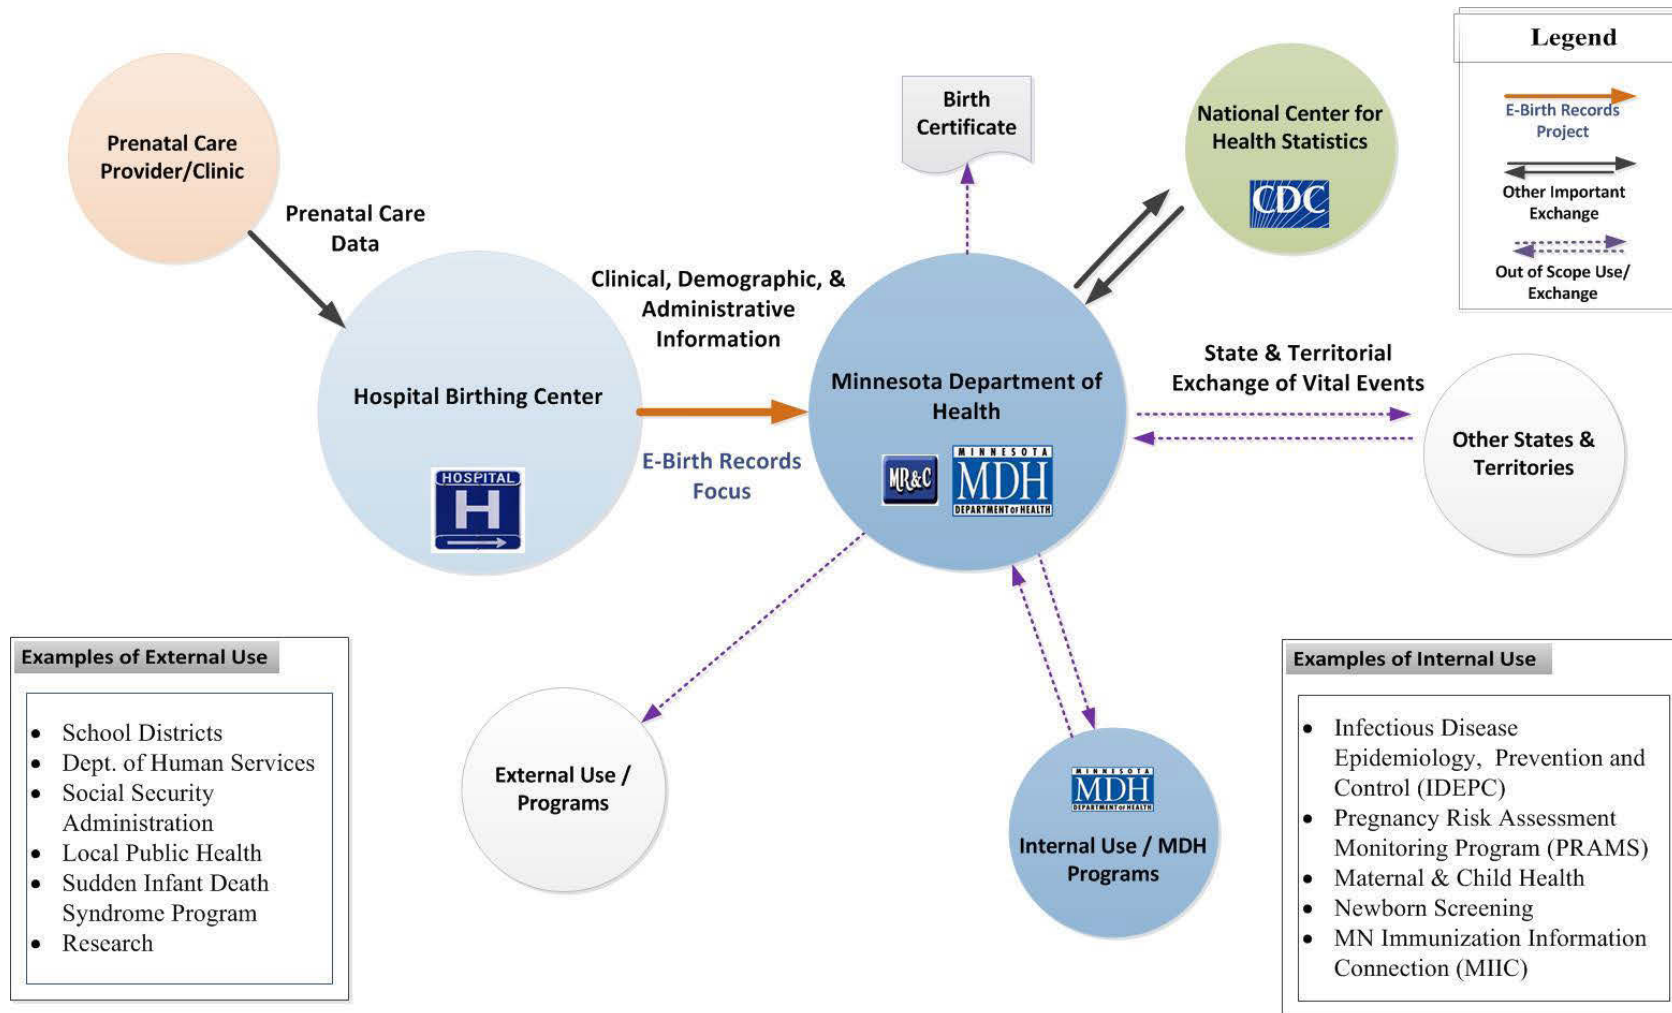 Legend
E-Birth Records
Project
Other Important
Exchange
Out of Scope Use/
Exchange
Prenatal Care
Provider/Clinic
Prenatal Care
Data
Birth
Certificate
National Center for
Health Statistics
CDC
Clinical, Demographic, &
Administrative
Information
Hospital Birthing Center
HOSPITAL
H
E-Birth Records
Focus
Minnesota Department of
Health
MR&C
MINNESOTA
MDH
DEPARTMENT OF HEALTH
State & Territorial
Exchange of Vital Events
Other States &
Territories
External Use /
Programs
MINNESOTA
MDH
DEPARTMENT OF HEALTH
Internal Use / MDH
Programs
Examples of External Use
• School Districts
• Dept. of Human Services
• Social Security
Administration
• Local Public Health
• Sudden Infant Death
Syndrome Program
• Research
Examples of Internal Use
• Infectious Disease
Epidemiology, Prevention and
Control (IDEPC)
• Pregnancy Risk Assessment
Monitoring Program (PRAMS)
• Maternal & Child Health
• Newborn Screening
• MN Immunization Information
Connection (MIIC)